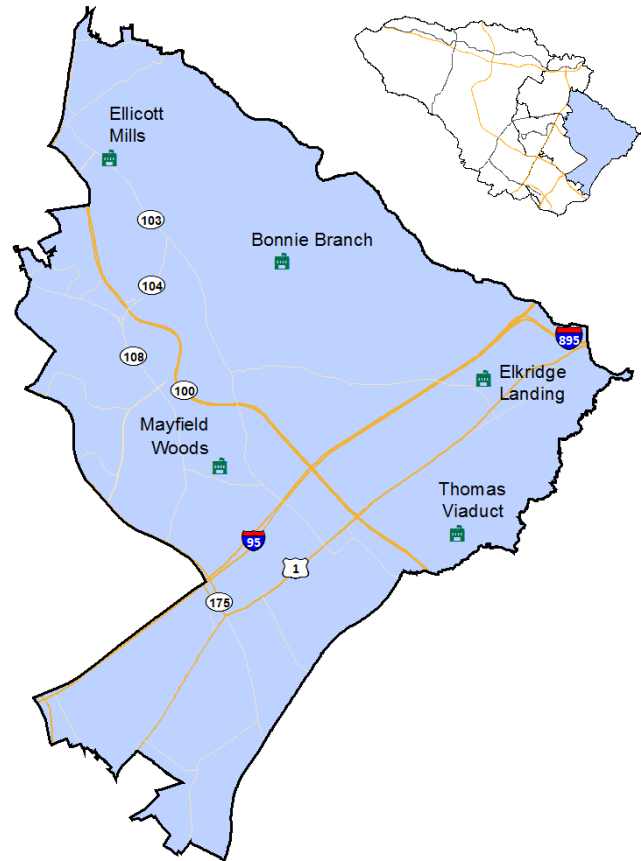 Ellicott
Mills
103
Bonnie Branch
104
895
108
Elkridge
Landing
100
Mayfield
Woods
Thomas
Viaduct
95
1
175